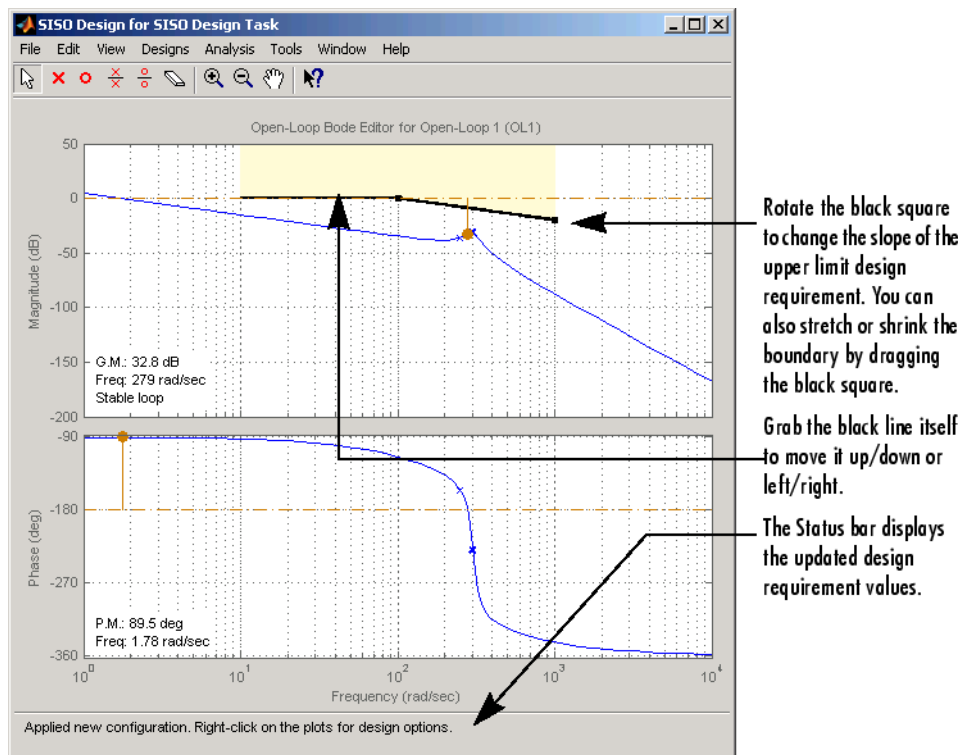 SISO Design for SISO Design Task
File Edit View Designs Analysis Tools Window Help
Open-Loop Bode Editor for Open-Loop 1 (OL1)
50
0
-50
-100
-150
-200
Magnitude (dB)
G.M.: 32.8 dB
Freq: 279 rad/sec
Stable loop
-90
-180
-270
-360
Phase (deg)
P.M.: 89.5 deg
Freq: 1.78 rad/sec
10^0 10^1 10^2 10^3 10^4
Frequency (rad/sec)
Applied new configuration. Right-click on the plots for design options.
Rotate the black square
to change the slope of the
upper limit design
requirement. You can
also stretch or shrink the
boundary by dragging
the black square.
Grab the black line itself
to move it up/down or
left/right.
The Status bar displays
the updated design
requirement values.